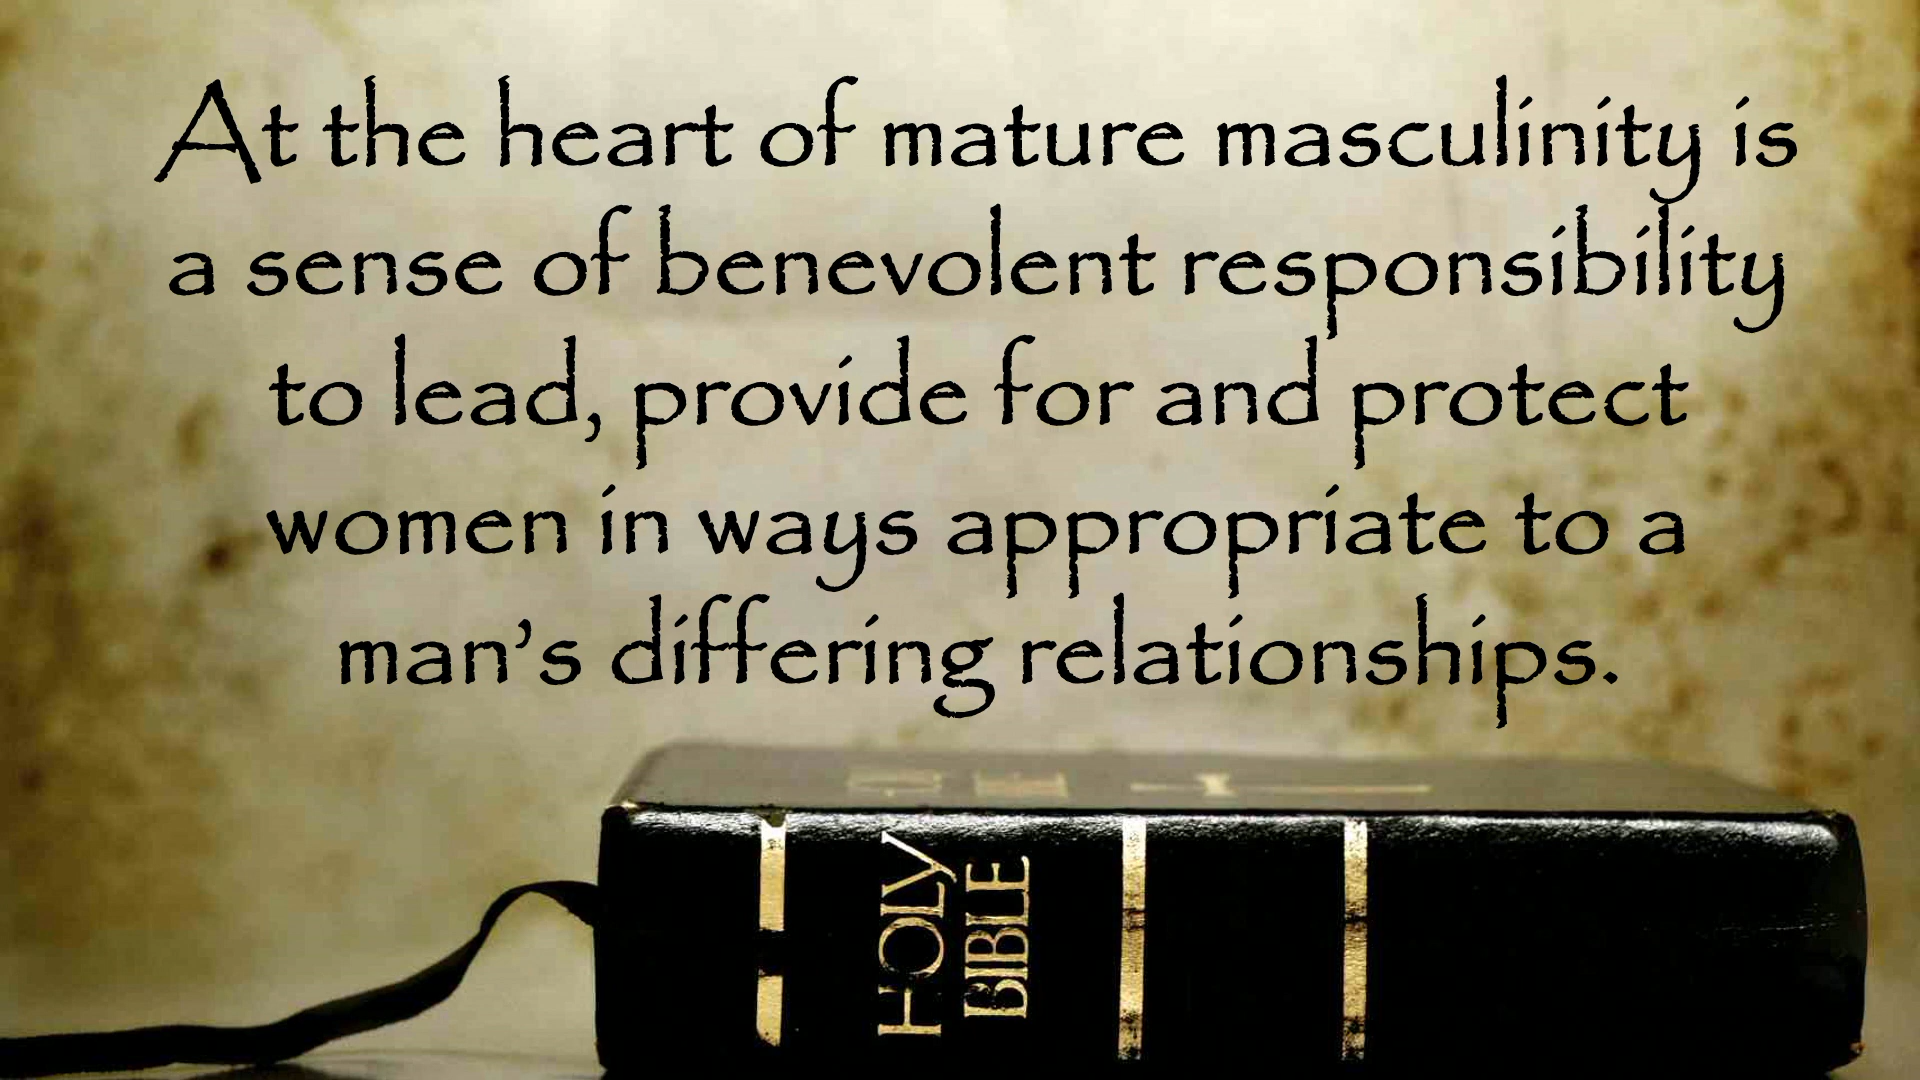 At the heart of mature masculinity is
a sense of benevolent responsibility
to lead, provide for and protect
women in ways appropriate to a
man’s differing relationships.
HOLY
BIBLE